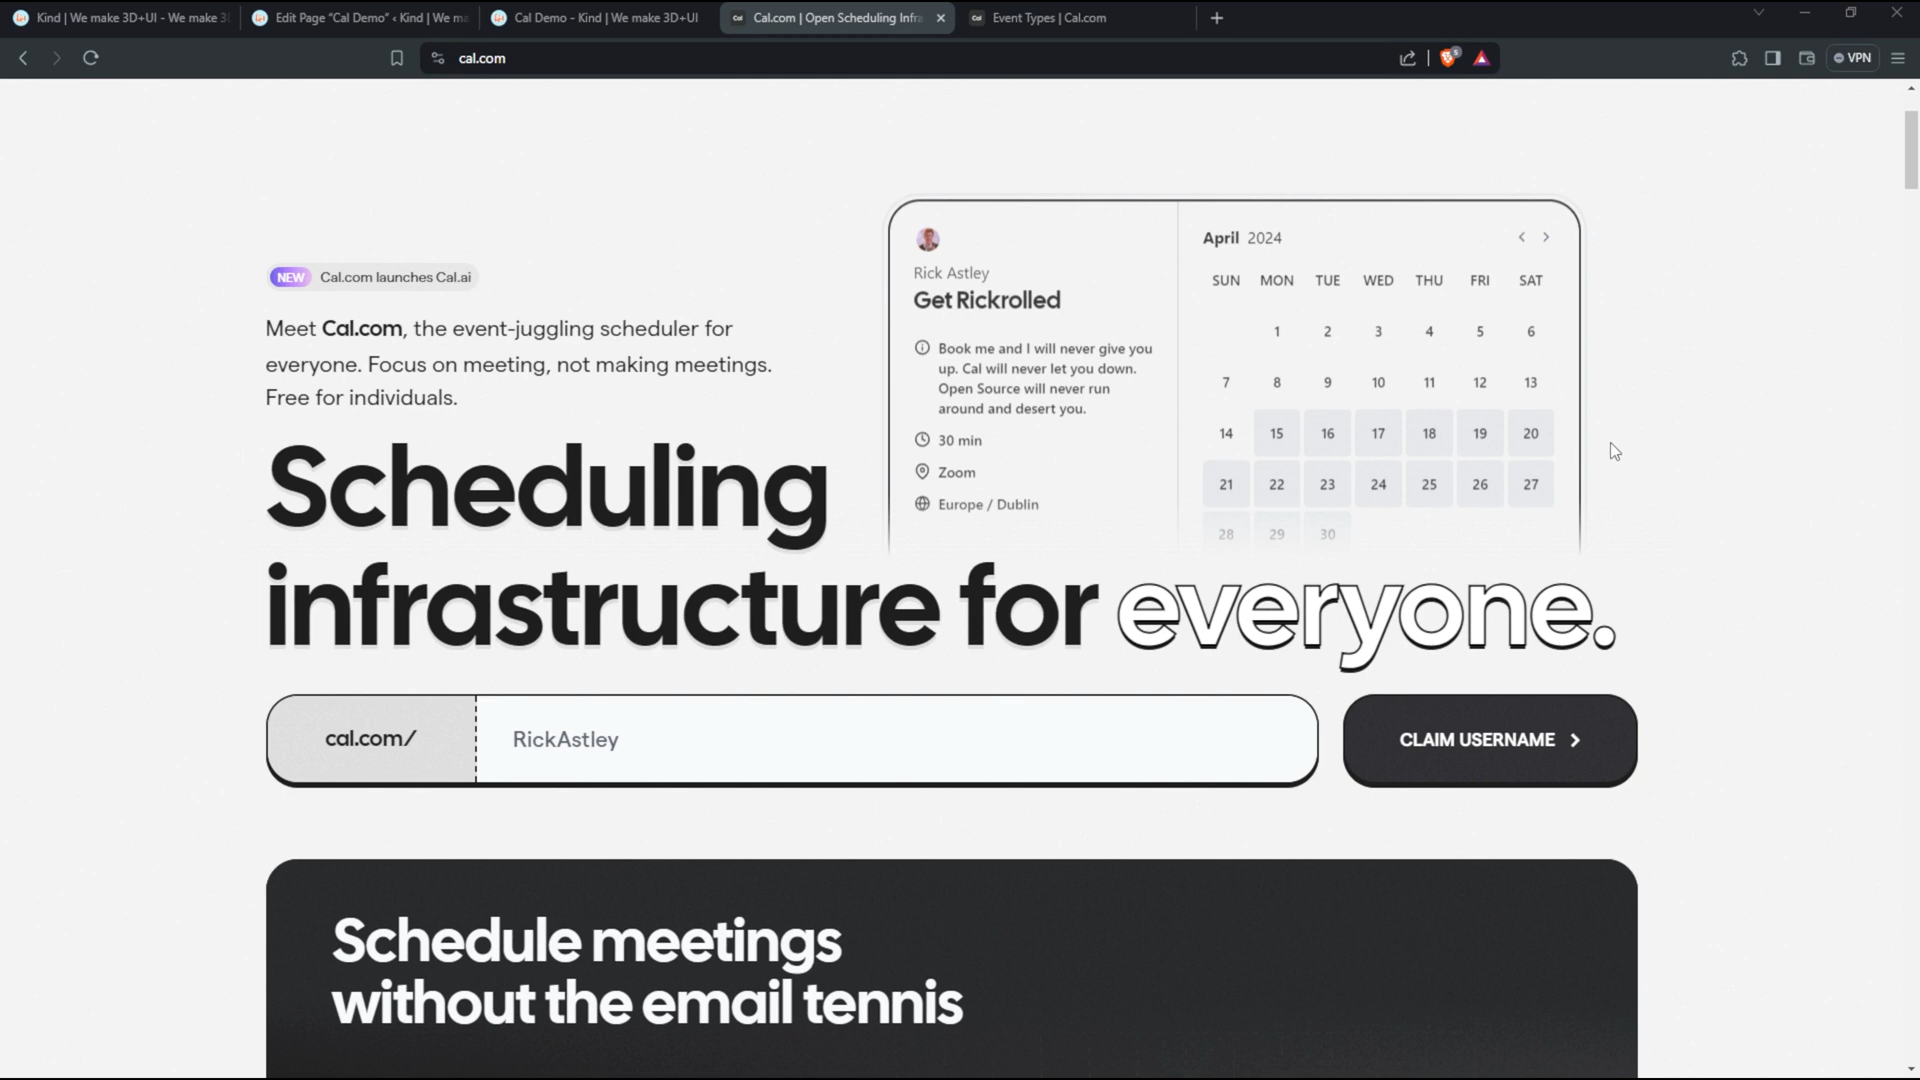 Kind | We make 3D+UI - We make 3
Edit Page “Cal Demo” ‹ Kind | We ma
Cal Demo - Kind | We make 3D+UI
Cal.com | Open Scheduling Infra
Event Types | Cal.com
cal.com
5
VPN
NEW Cal.com launches Cal.ai
Meet Cal.com, the event-juggling scheduler for
everyone. Focus on meeting, not making meetings.
Free for individuals.
Rick Astley
Get Rickrolled
Book me and I will never give you
up. Cal will never let you down.
Open Source will never run
around and desert you.
30 min
Zoom
Europe / Dublin
April 2024
SUN MON TUE WED THU FRI SAT
1 2 3 4 5 6
7 8 9 10 11 12 13
14 15 16 17 18 19 20
21 22 23 24 25 26 27
28 29 30
Scheduling
infrastructure for everyone.
cal.com/ RickAstley
CLAIM USERNAME
Schedule meetings
without the email tennis